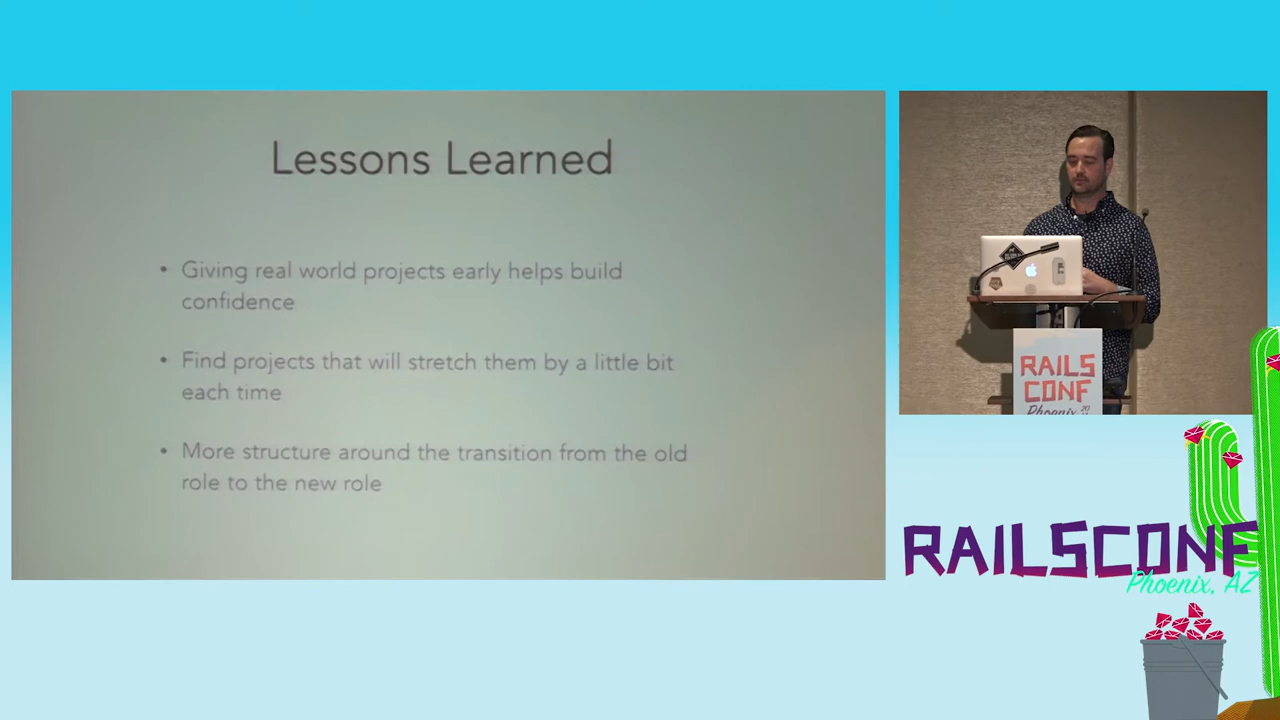 Lessons Learned
• Giving real world projects early helps build
confidence
• Find projects that will stretch them by a little bit
each time
• More structure around the transition from the old
role to the new role
RAILS
CONF
Phoenix
RAILSCONF
Phoenix, AZ